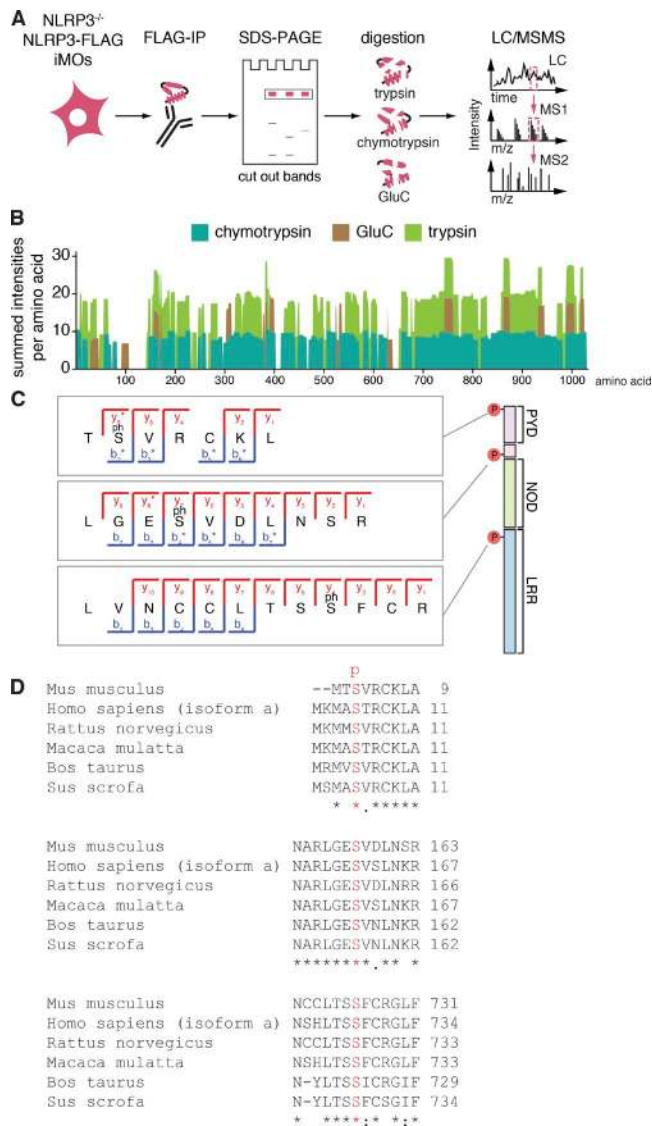 A
NLRP3-/-
NLRP3-FLAG
iMOs
FLAG-IP
SDS-PAGE
cut out bands
digestion
trypsin
chymotrypsin
GluC
LC/MSMS
LC
time
MS1
Intensity
m/z
MS2
m/z
B
chymotrypsin GluC trypsin
summed intensities
per amino acid
30
20
10
0
100 200 300 400 500 600 700 800 900 1000 amino acid
C
ph
T S V R C K L
ph
L G E S V D L N S R
ph
L V N C C L T S S F C R
P
P
P
PYD
NOD
LRR
D
p
Mus musculus --MTSVRCKLA 9
Homo sapiens (isoform a) MKMASTRCKLA 11
Rattus norvegicus MKMMSVRCKLA 11
Macaca mulatta MKMASTRCKLA 11
Bos taurus MRMVSVRCKLA 11
Sus scrofa MSMASVRCKLA 11
* *.*****
Mus musculus NARLGESVDLNSR 163
Homo sapiens (isoform a) NARLGESVSLNKR 167
Rattus norvegicus NARLGESVDLNRR 166
Macaca mulatta NARLGESVSLNKR 167
Bos taurus NARLGESVNLNKR 162
Sus scrofa NARLGESVNLNKR 162
********.** *
Mus musculus NCCLTSSFCRGLF 731
Homo sapiens (isoform a) NSHLTSSFCRGLF 734
Rattus norvegicus NCCLTSSFCRGLF 733
Macaca mulatta NSHLTSSFCRGLF 733
Bos taurus N-YLTSSICRGIF 729
Sus scrofa N-YLTSSFCSGIF 734
* ****:* *:*